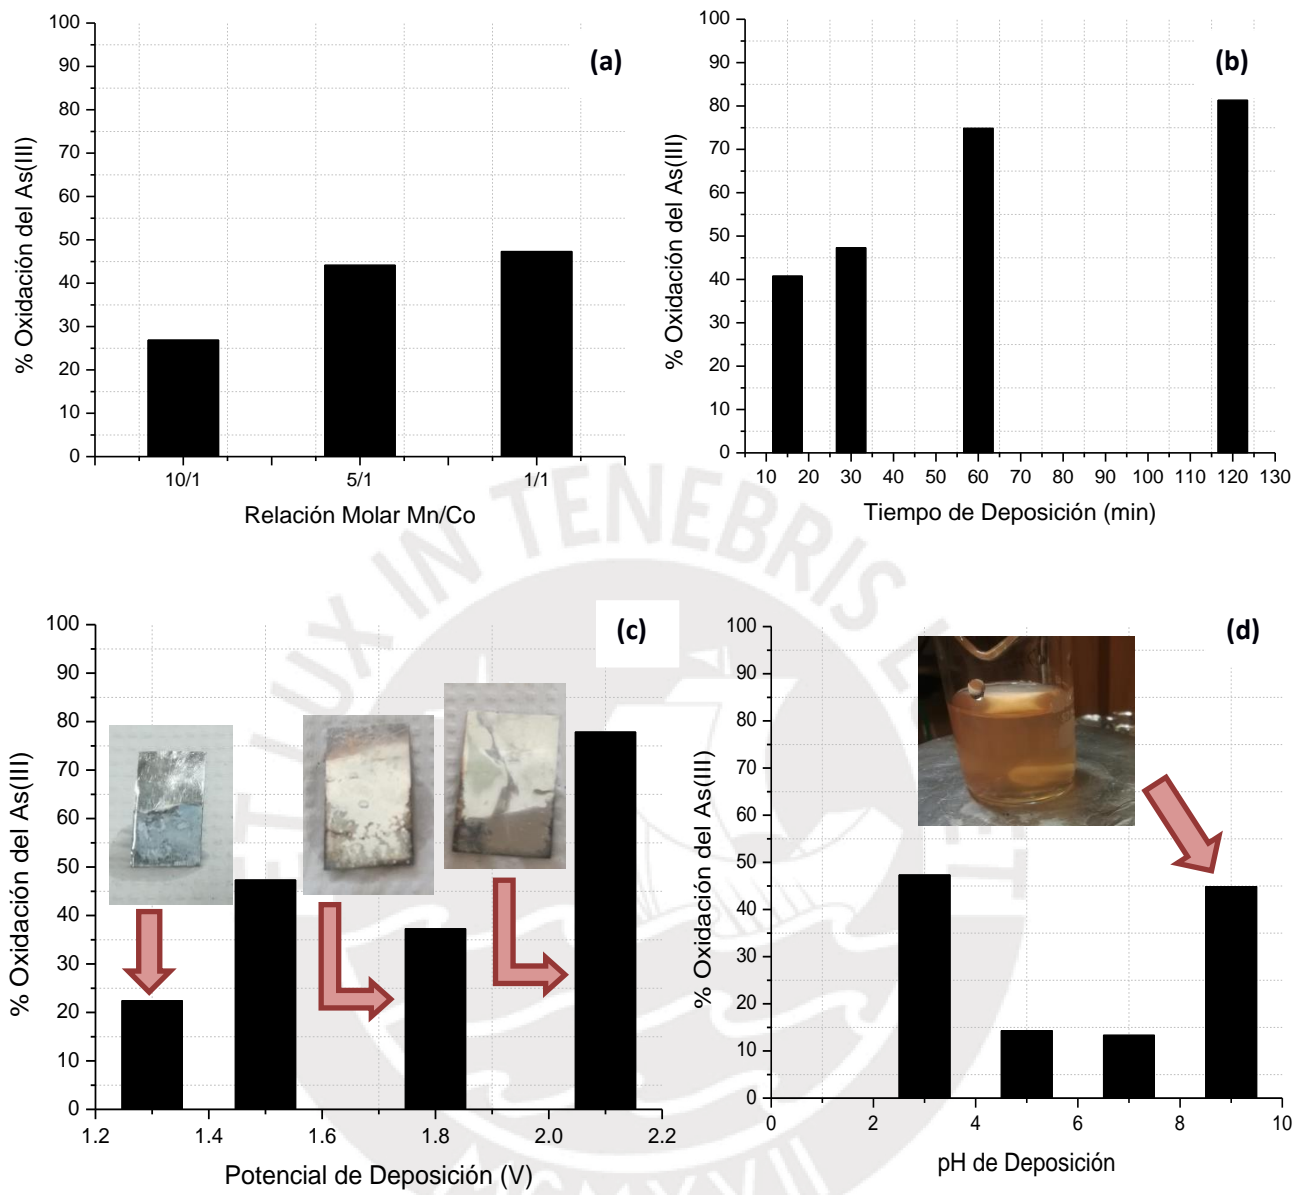 (a)
% Oxidación del As(III)
100
90
80
70
60
50
40
30
20
10
0
10/1 5/1 1/1
Relación Molar Mn/Co
(b)
% Oxidación del As(III)
100
90
80
70
60
50
40
30
20
10
0
10 20 30 40 50 60 70 80 90 100 110 120 130
Tiempo de Deposición (min)
ET LUX IN TENEBRIS
(c)
% Oxidación del As(III)
100
90
80
70
60
50
40
30
20
10
0
1.2 1.4 1.6 1.8 2.0 2.2
Potencial de Deposición (V)
(d)
% Oxidación del As(III)
100
90
80
70
60
50
40
30
20
10
0
0 2 4 6 8 10
pH de Deposición